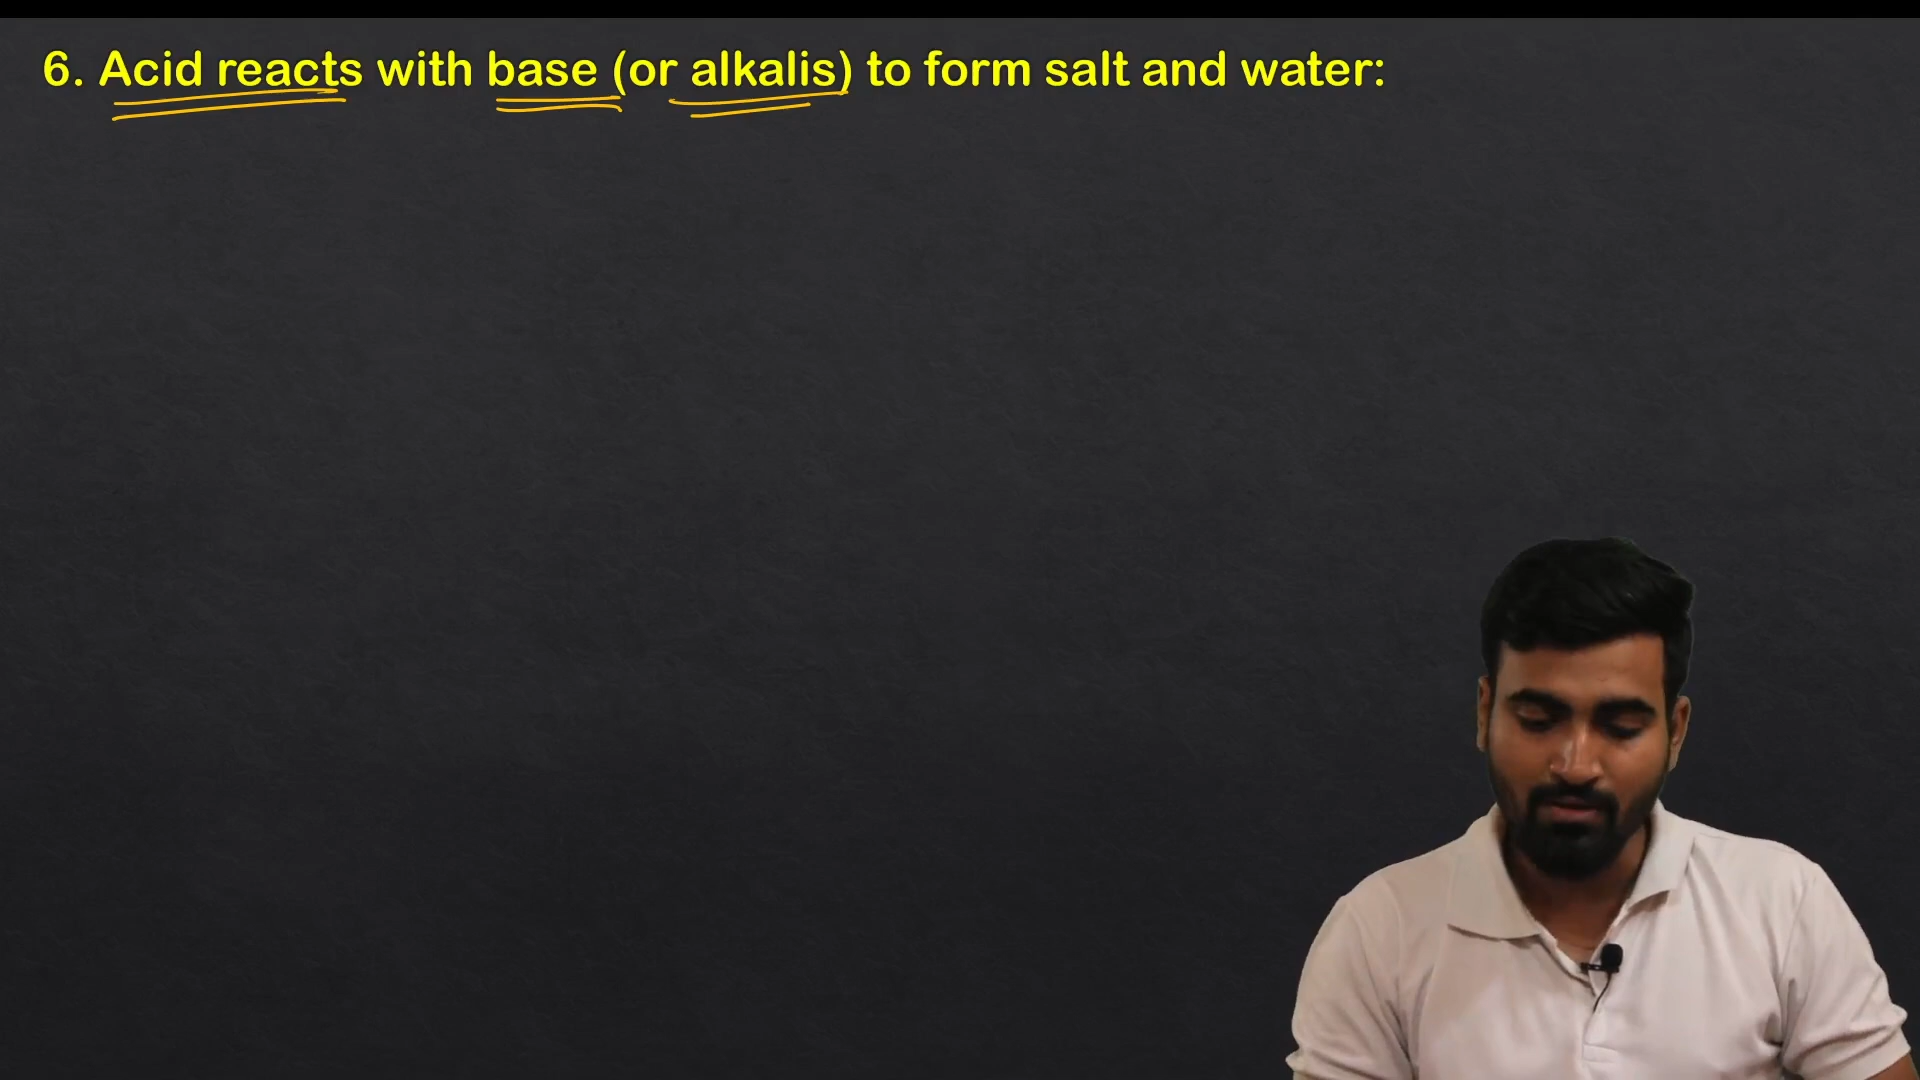 6. Acid reacts with base (or alkalis) to form salt and water: